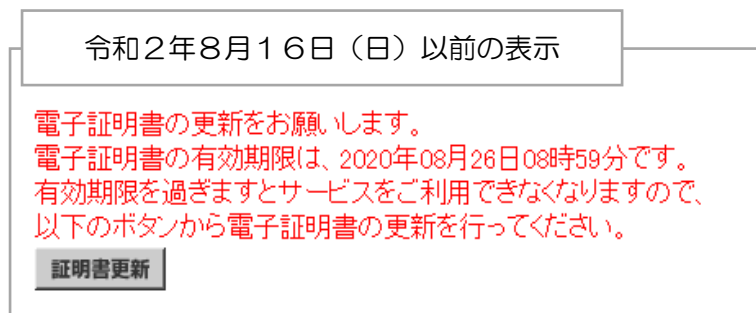 令和２年８月１６日（日）以前の表示
電子証明書の更新をお願いします。
電子証明書の有効期限は、2020年08月26日08時59分です。
有効期限を過ぎますとサービスをご利用できなくなりますので、
以下のボタンから電子証明書の更新を行ってください。
証明書更新